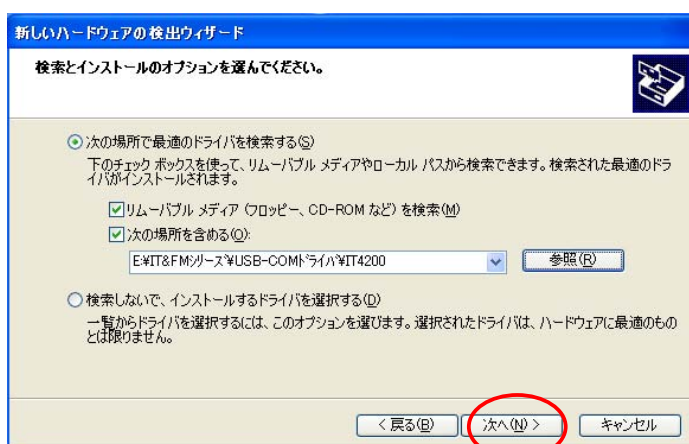 新しいハードウェアの検出ウィザード
検索とインストールのオプションを選んでください。
次の場所で最適のドライバを検索する(S)
下のチェック ボックスを使って、リムーバブル メディアやローカル パスから検索できます。検索された最適のドラ
イバがインストールされます。
リムーバブル メディア (フロッピー、CD-ROM など) を検索(M)
次の場所を含める(O):
E:¥IT&FMシリーズ¥USB-COMドライバ¥IT4200
参照(R)
検索しないで、インストールするドライバを選択する(D)
一覧からドライバを選択するには、このオプションを選びます。選択されたドライバは、ハードウェアに最適のもの
とは限りません。
< 戻る(B)
次へ(N) >
キャンセル